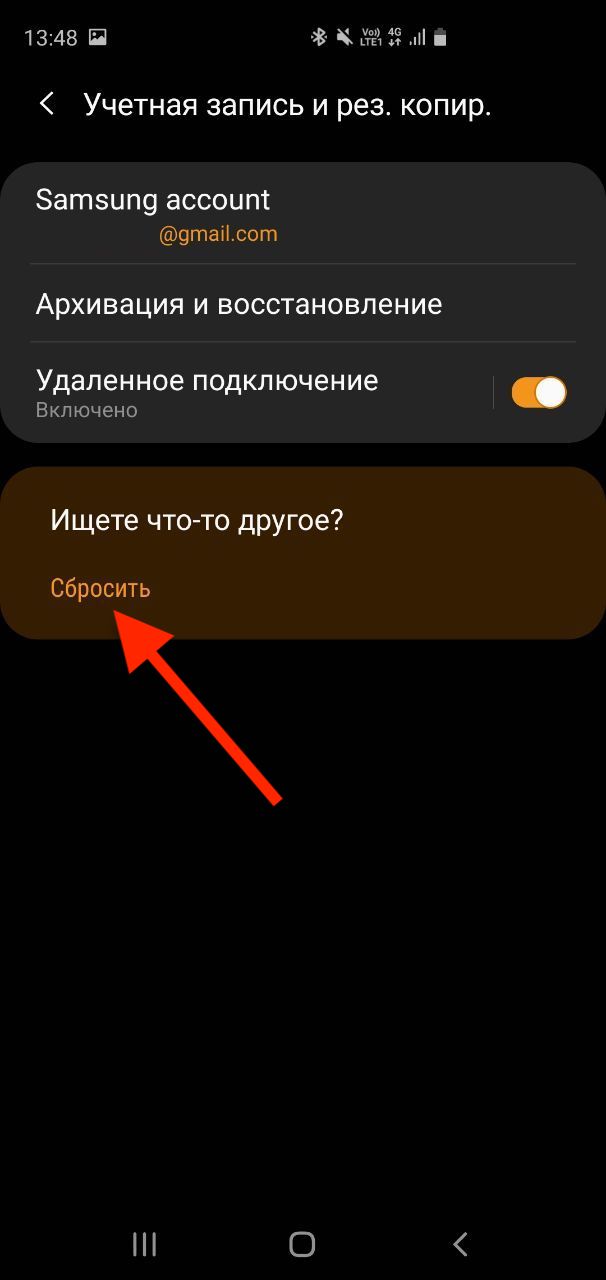 13:48
Vo)) 4G
LTE1
Учетная запись и рез. копир.
Samsung account
@gmail.com
Архивация и восстановление
Удаленное подключение
Включено
Ищете что-то другое?
Сбросить